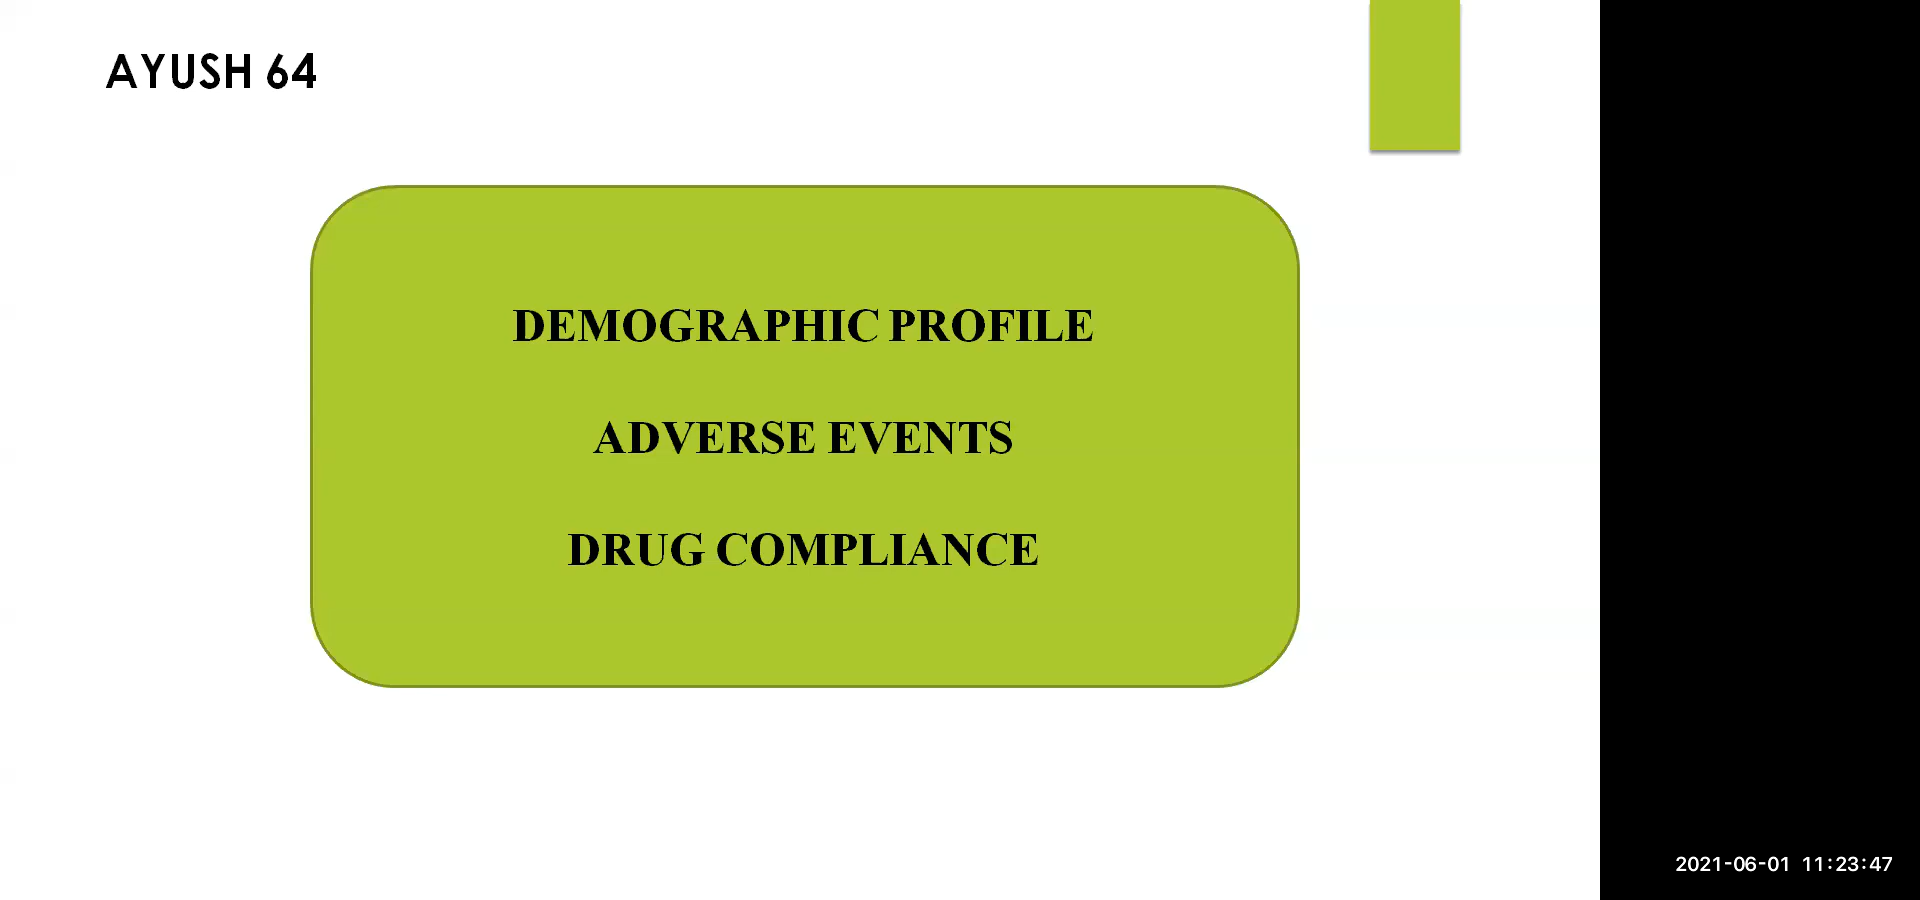 AYUSH 64
DEMOGRAPHIC PROFILE
ADVERSE EVENTS
DRUG COMPLIANCE
2021-06-01 11:23:47